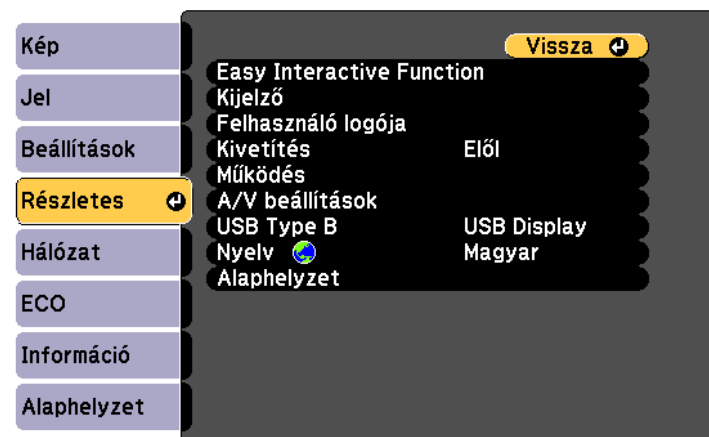 Kép
Jel
Beállítások
Részletes
Hálózat
ECO
Információ
Alaphelyzet
Vissza
Easy Interactive Function
Kijelző
Felhasználó logója
Kivetítés Elől
Működés
A/V beállítások
USB Type B USB Display
Nyelv Magyar
Alaphelyzet